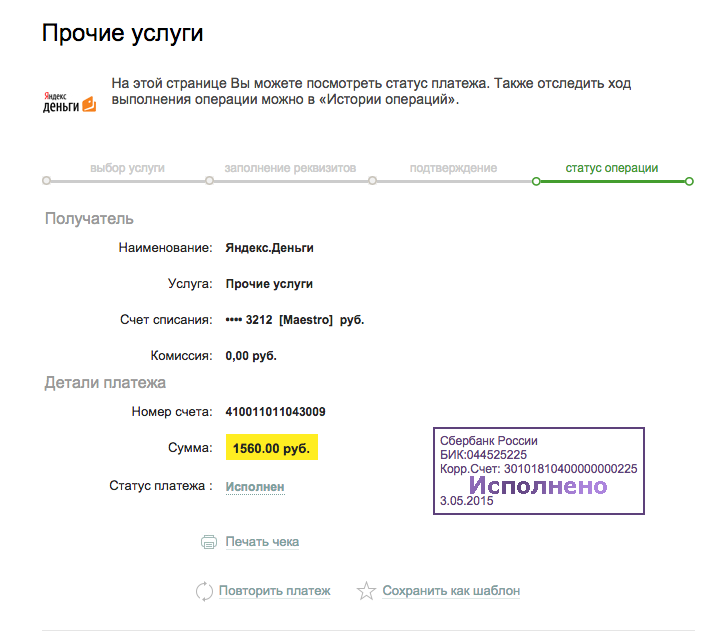 Прочие услуги
Яндекс
деньги
На этой странице Вы можете посмотреть статус платежа. Также отследить ход
выполнения операции можно в «Истории операций».
выбор услуги
заполнение реквизитов
подтверждение
статус операции
Получатель
Наименование: Яндекс.Деньги
Услуга: Прочие услуги
Счет списания: •••• 3212 [Maestro] руб.
Комиссия: 0,00 руб.
Детали платежа
Номер счета: 410011011043009
Сумма: 1560.00 руб.
Статус платежа : Исполнен
Сбербанк России
БИК:044525225
Корр.Счет: 30101810400000000225
Исполнено
3.05.2015
Печать чека
Повторить платеж
Сохранить как шаблон